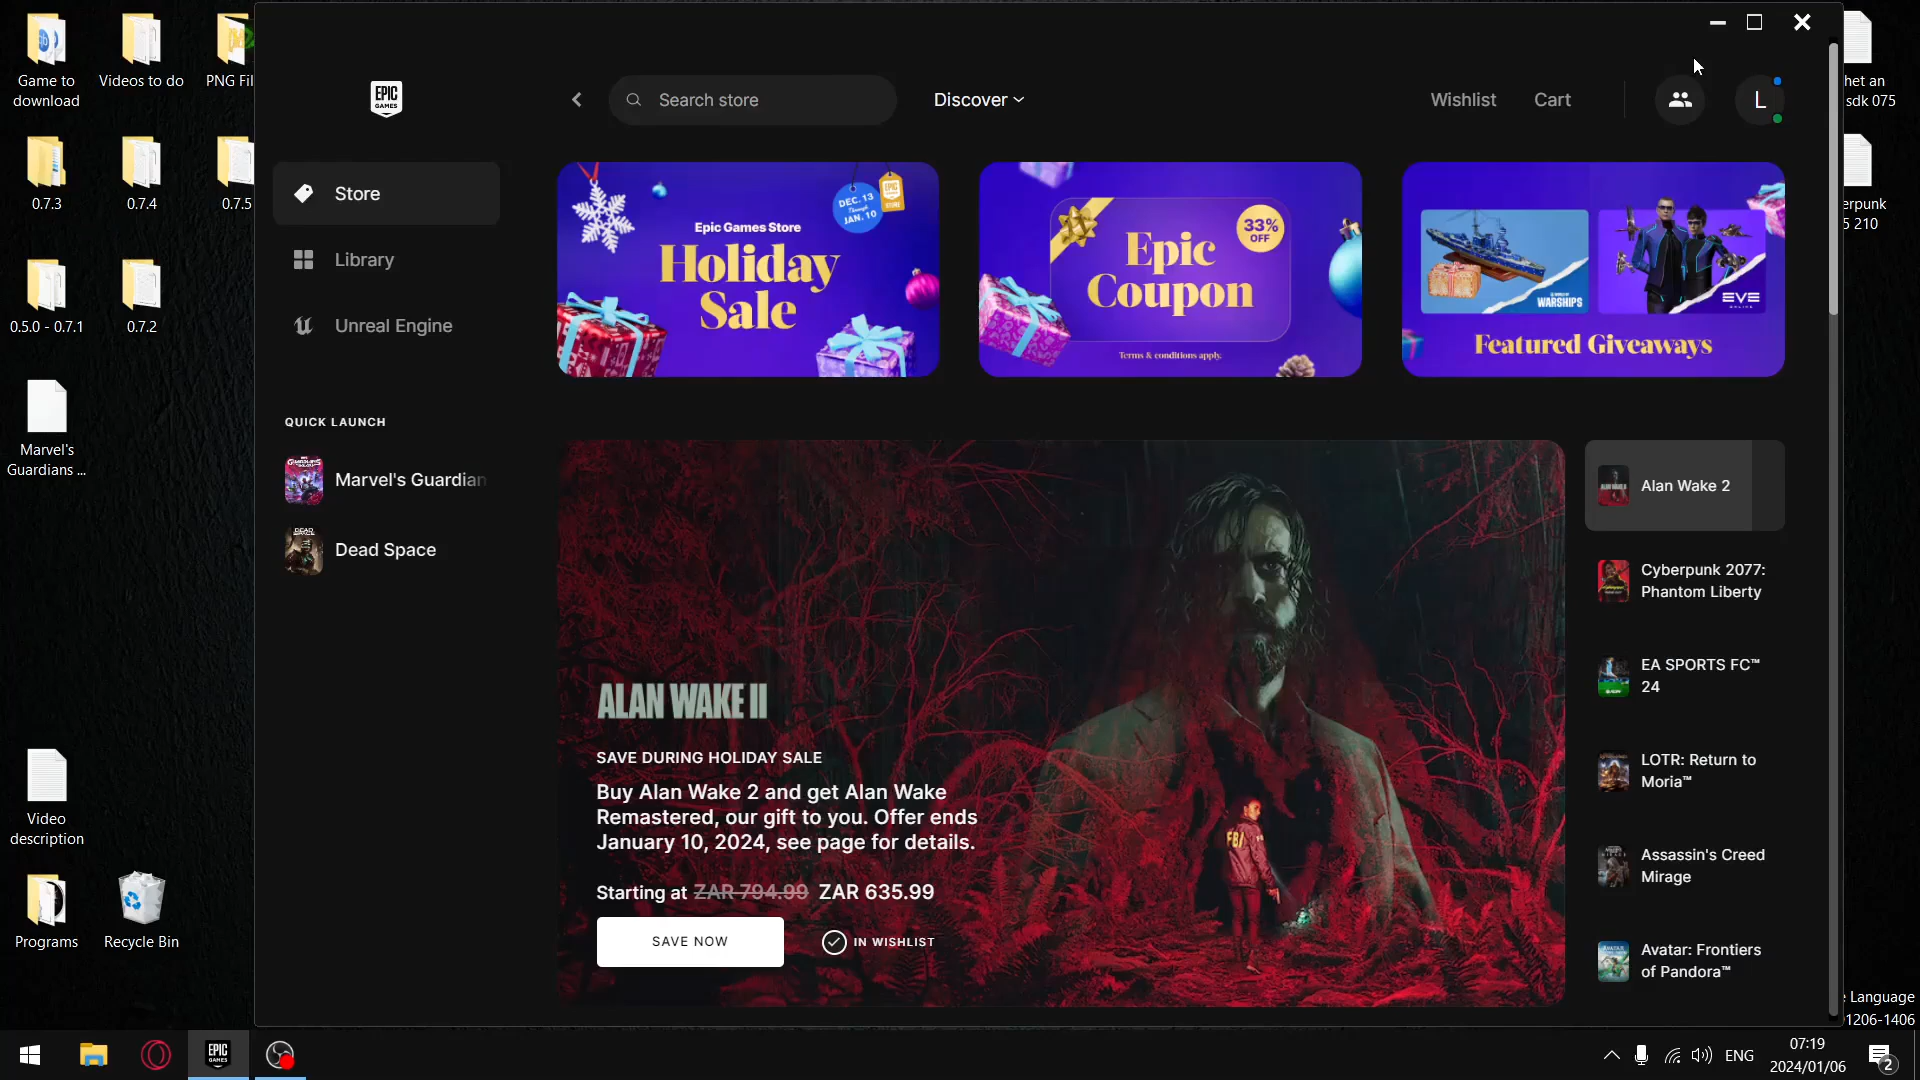 Game to
download
Videos to do
PNG Fil
0.7.3
0.7.4
0.7.5
0.5.0 - 0.7.1
0.7.2
Marvel's
Guardians ...
Video
description
Programs
Recycle Bin
EPIC
GAMES
Search store
Discover
Wishlist
Cart
L
Store
Library
Unreal Engine
QUICK LAUNCH
Marvel's Guardian
Dead Space
Epic Games Store
Holiday
Sale
DEC. 13
Through
JAN. 10
EPIC
Epic
Coupon
33%
OFF
Terms & conditions apply.
WARSHIPS
EVE
Featured Giveaways
ALAN WAKE II
SAVE DURING HOLIDAY SALE
Buy Alan Wake 2 and get Alan Wake
Remastered, our gift to you. Offer ends
January 10, 2024, see page for details.
Starting at ZAR 794.99 ZAR 635.99
SAVE NOW
IN WISHLIST
FBI
Alan Wake 2
Cyberpunk 2077:
Phantom Liberty
EA SPORTS FC™
24
LOTR: Return to
Moria™
Assassin's Creed
Mirage
Avatar: Frontiers
of Pandora™
het an
sdk 075
erpunk
5 210
e Language
1206-1406
EPIC
GAMES
ENG
07:19
2024/01/06
2